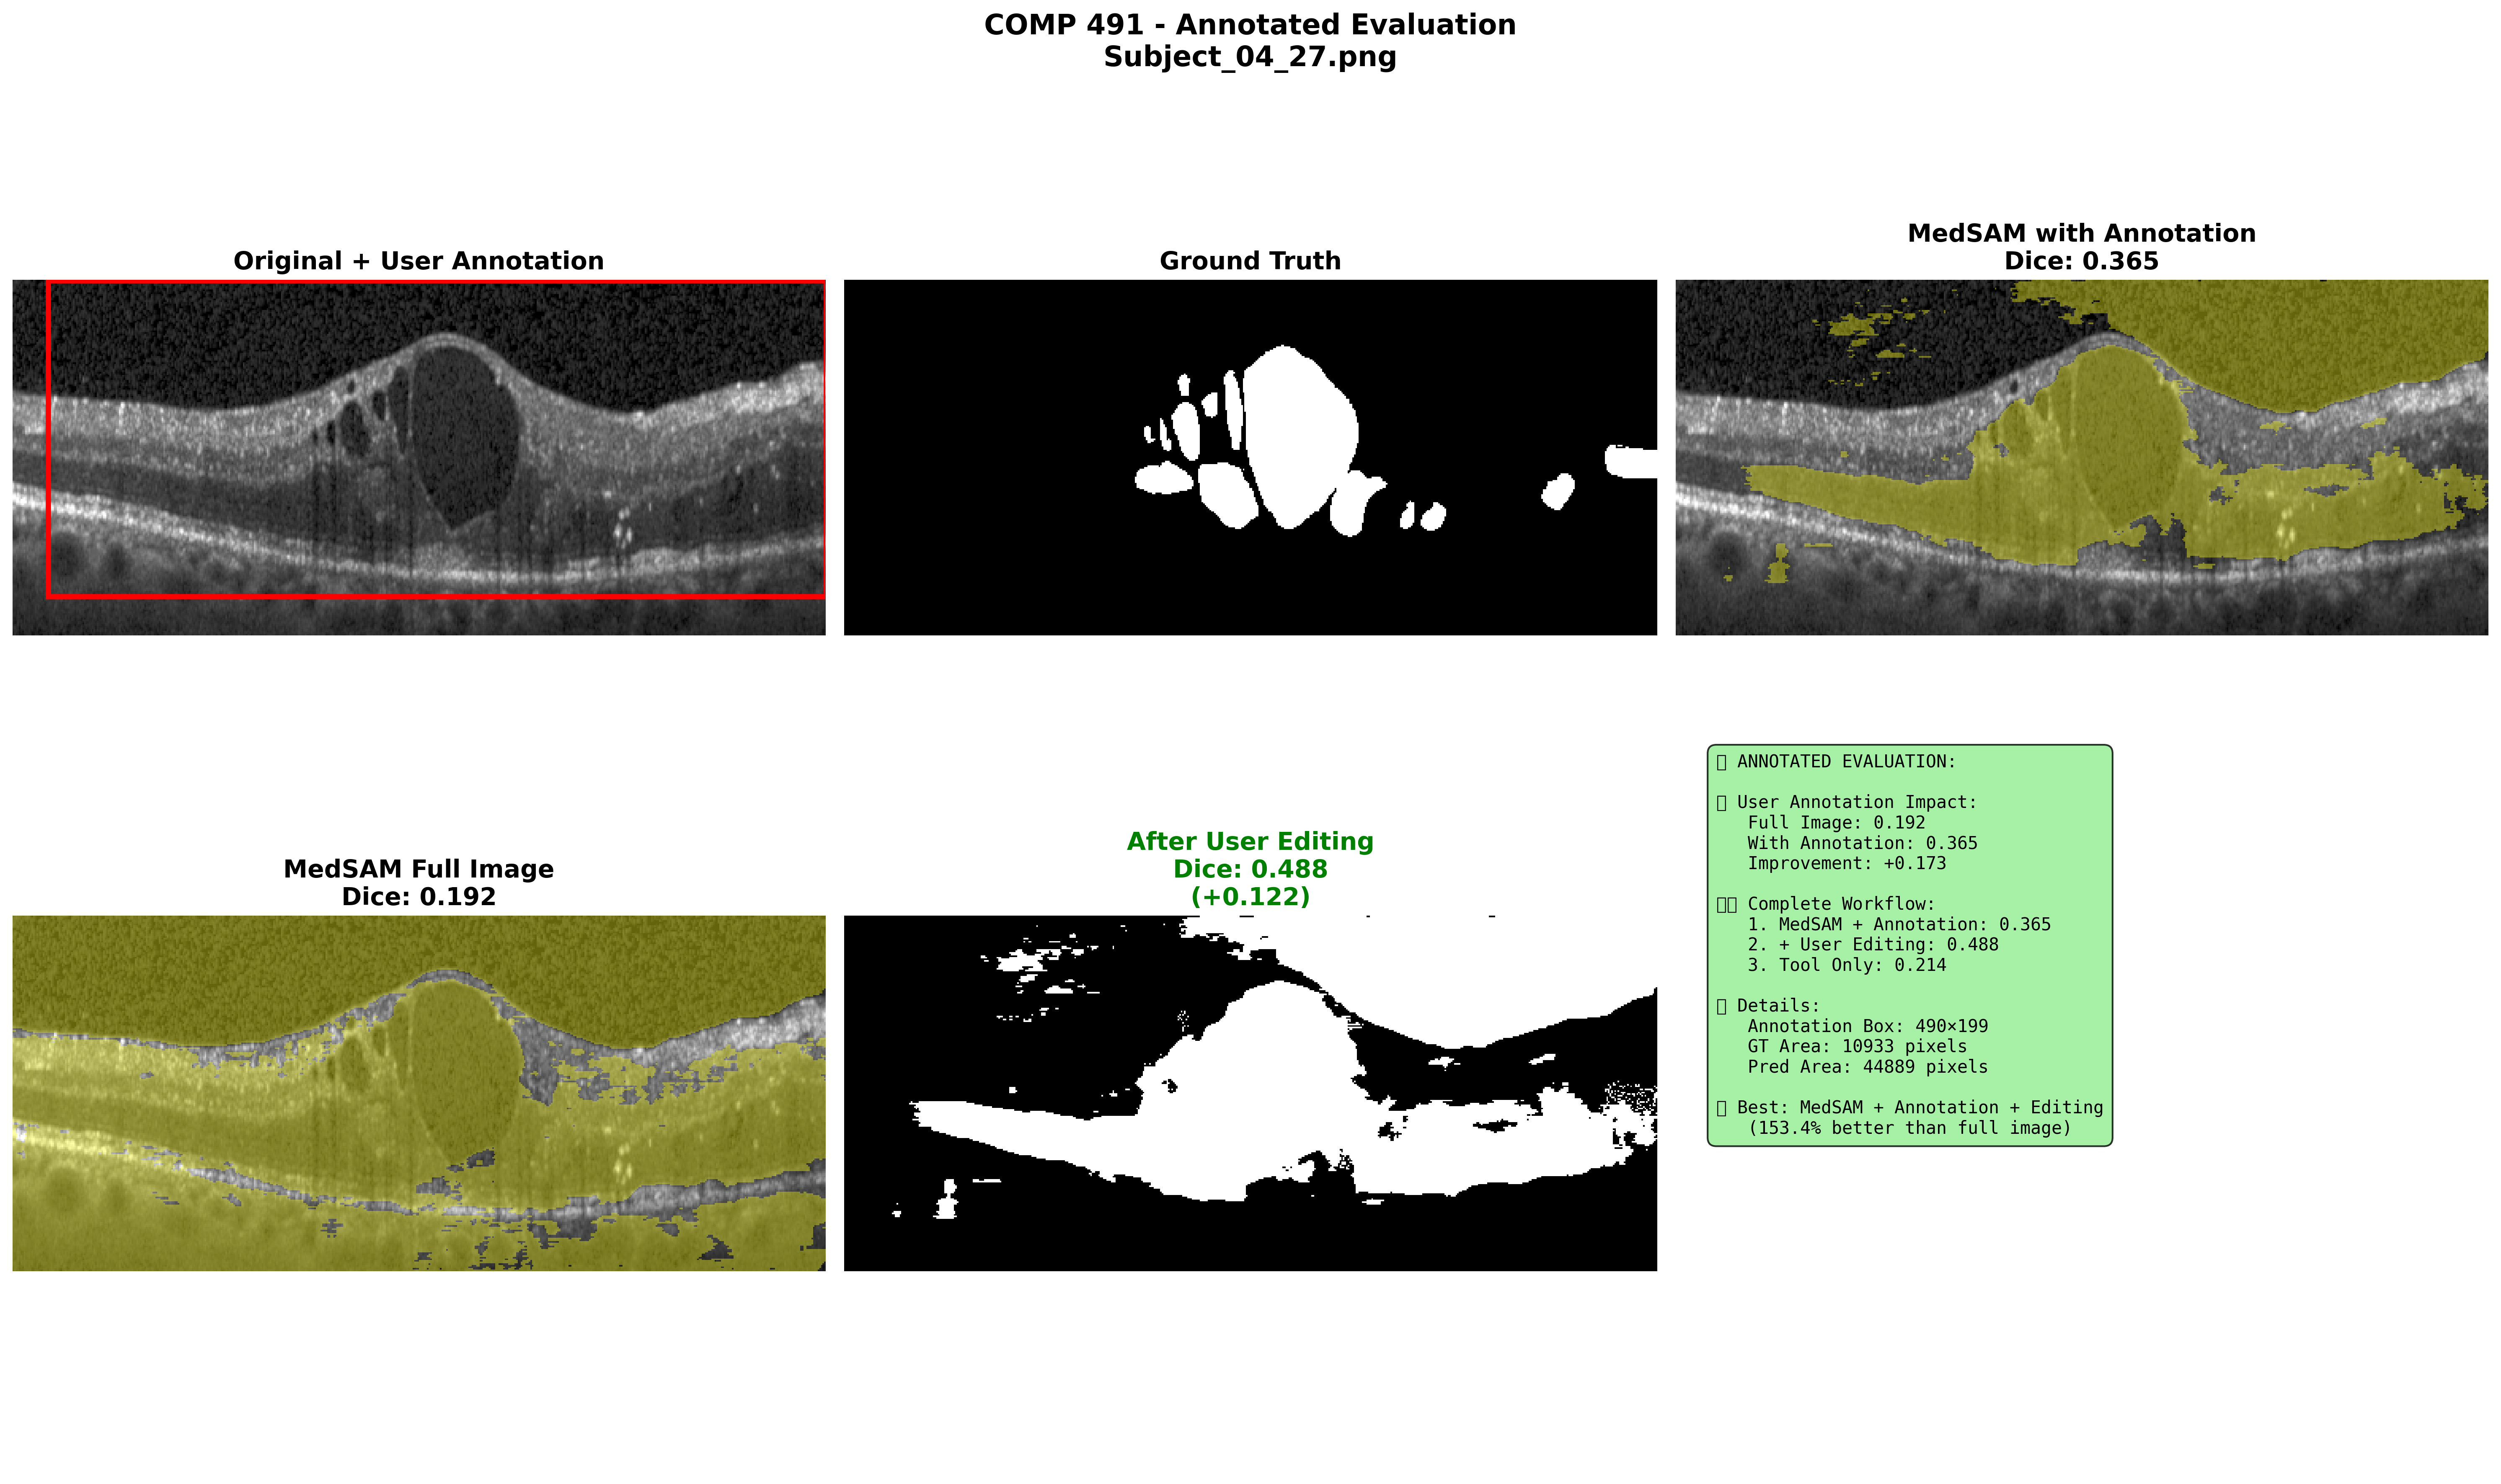 COMP 491 - Annotated Evaluation
Subject_04_27.png
Original + User Annotation
Ground Truth
MedSAM with Annotation
Dice: 0.365
MedSAM Full Image
Dice: 0.192
After User Editing
Dice: 0.488
(+0.122)
ANNOTATED EVALUATION:
User Annotation Impact:
Full Image: 0.192
With Annotation: 0.365
Improvement: +0.173
Complete Workflow:
1. MedSAM + Annotation: 0.365
2. + User Editing: 0.488
3. Tool Only: 0.214
Details:
Annotation Box: 490×199
GT Area: 10933 pixels
Pred Area: 44889 pixels
Best: MedSAM + Annotation + Editing
(153.4% better than full image)